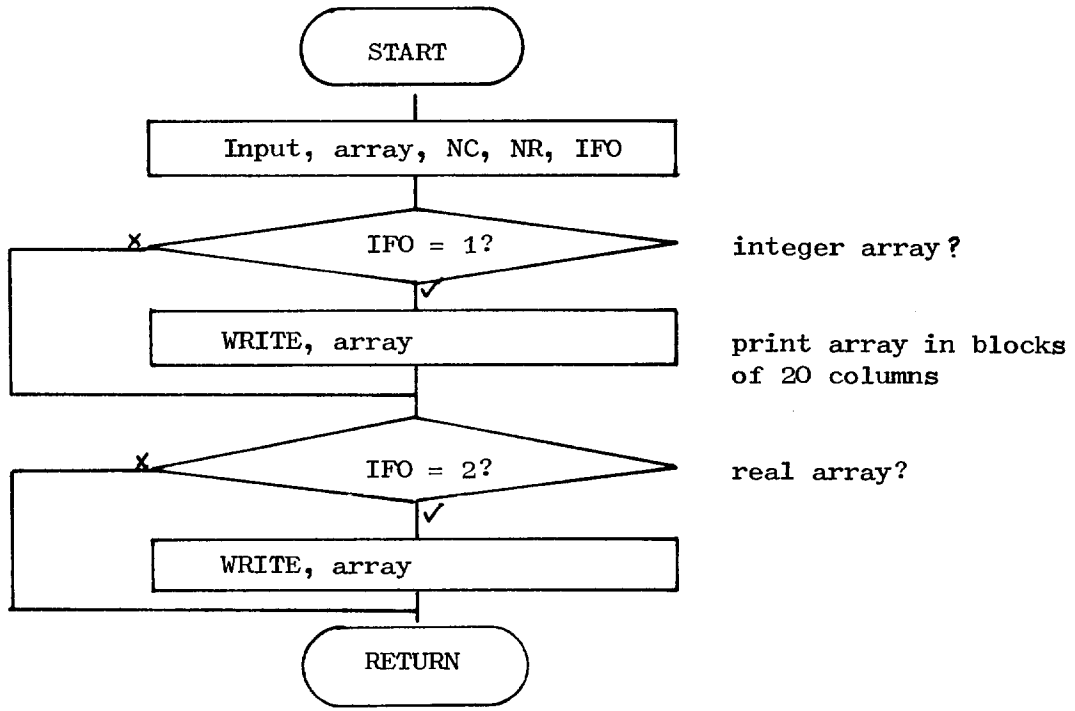 START
Input, array, NC, NR, IFO
x
IFO = 1?
integer array?
✓
WRITE, array
print array in blocks
of 20 columns
x
IFO = 2?
real array?
✓
WRITE, array
RETURN